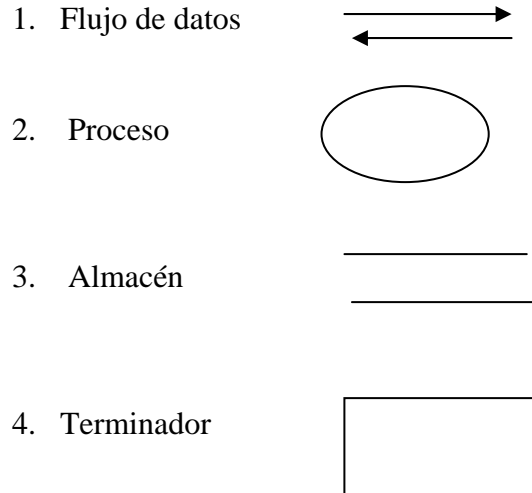 1. Flujo de datos
2. Proceso
3. Almacén
4. Terminador